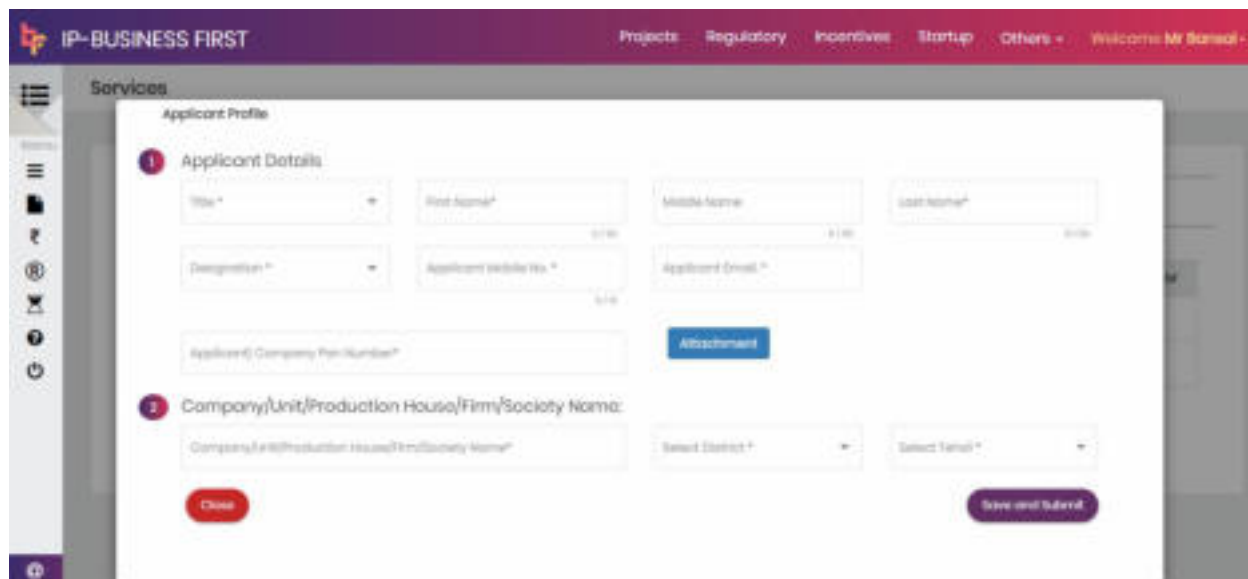 IP-BUSINESS FIRST
Projects Regulatory Incentives Startup Others Welcome Mr Bansal
Services
Menu
Applicant Profile
1 Applicant Details
Title * First Name* Middle Name Last Name*
Designation * Applicant Mobile No. * Applicant Email *
Applicant/ Company Pan Number* Attachment
2 Company/Unit/Production House/Firm/Society Name:
Company/Unit/Production House/Firm/Society Name* Select District * Select Tehsil *
Close Save and Submit